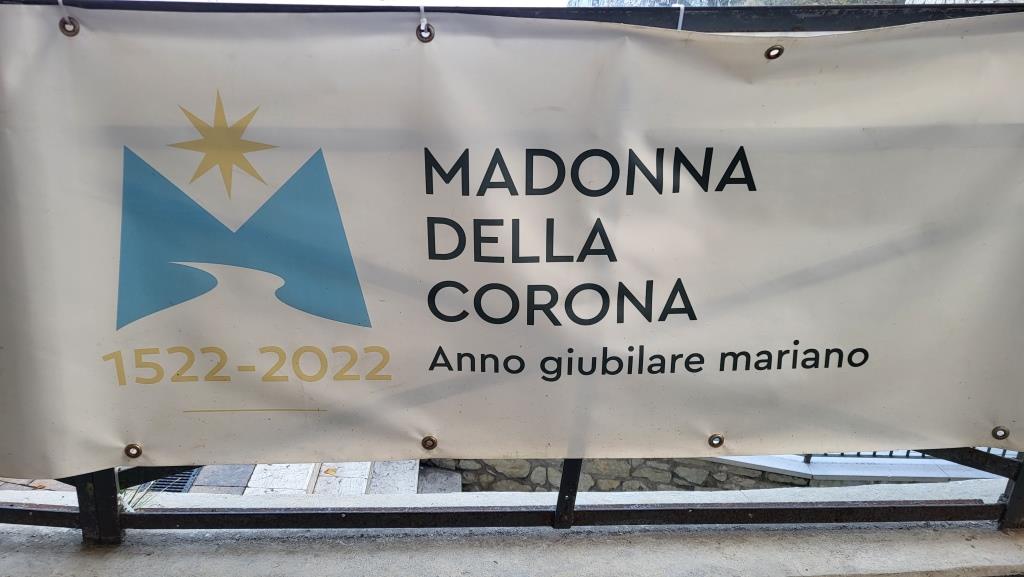 MADONNA
DELLA
CORONA
Anno giubilare mariano
1522-2022